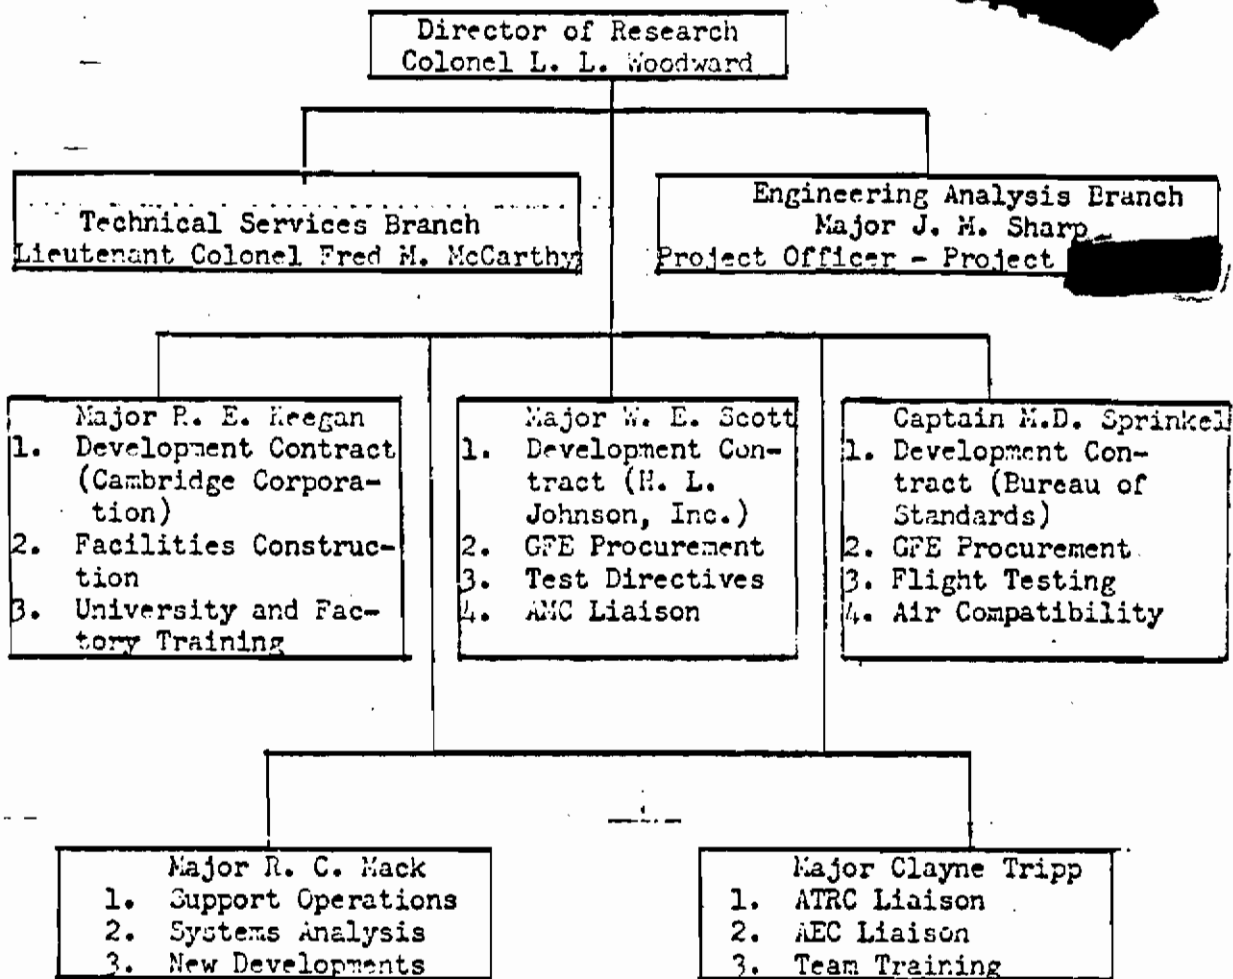 Director of Research
Colonel L. L. Woodward
Technical Services Branch
Lieutenant Colonel Fred M. McCarthy
Engineering Analysis Branch
Major J. M. Sharp
Project Officer - Project
Major R. E. Keegan
1. Development Contract
(Cambridge Corpora-
tion)
2. Facilities Construc-
tion
3. University and Fac-
tory Training
Major W. E. Scott
1. Development Con-
tract (H. L.
Johnson, Inc.)
2. GFE Procurement
3. Test Directives
4. AMC Liaison
Captain M.D. Sprinkel
1. Development Con-
tract (Bureau of
Standards)
2. GFE Procurement
3. Flight Testing
4. Air Compatibility
Major R. C. Mack
1. Support Operations
2. Systems Analysis
3. New Developments
Major Clayne Tripp
1. ATRC Liaison
2. AEC Liaison
3. Team Training